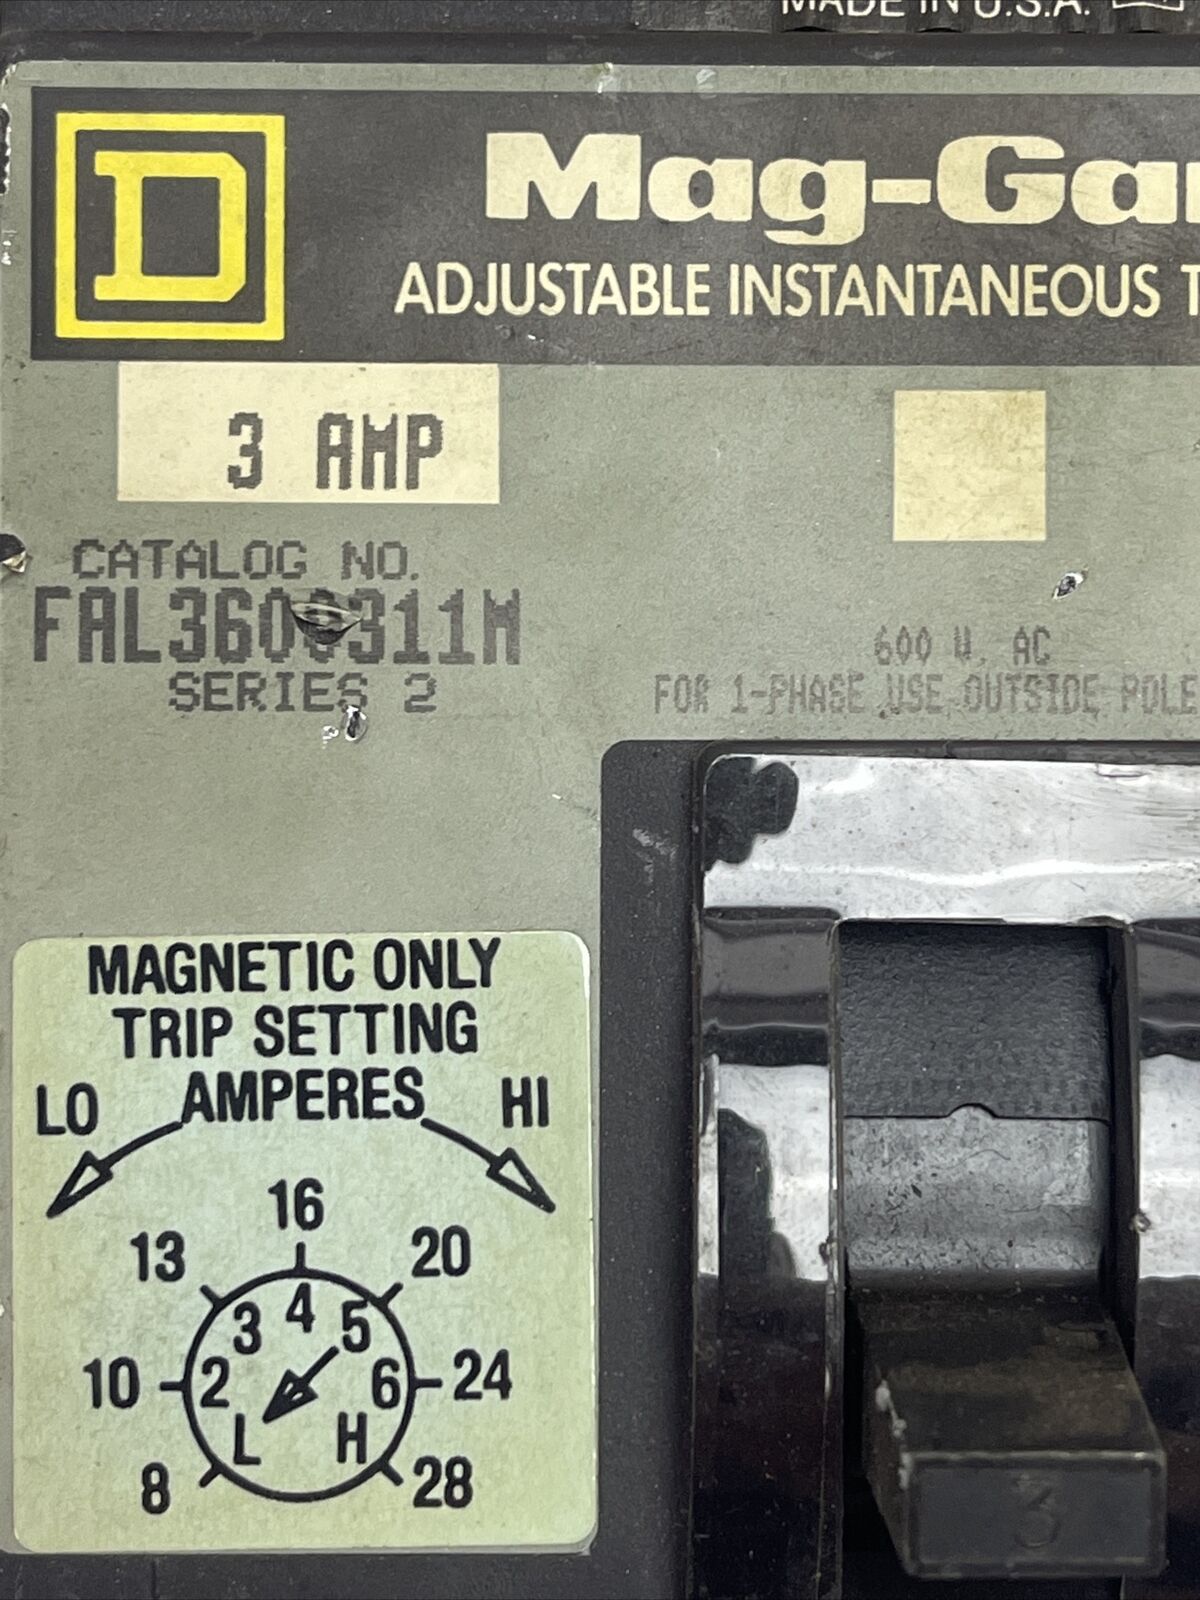 MADE IN U.S.A.
D
Mag-Ga
ADJUSTABLE INSTANTANEOUS T
3 AMP
CATALOG NO.
FAL3600311M
SERIES 2
600 V. AC
FOR 1-PHASE USE OUTSIDE POLE
MAGNETIC ONLY
TRIP SETTING
AMPERES
LO HI
16
13 20
3 4 5
10 2 6 24
L H
8 28
3